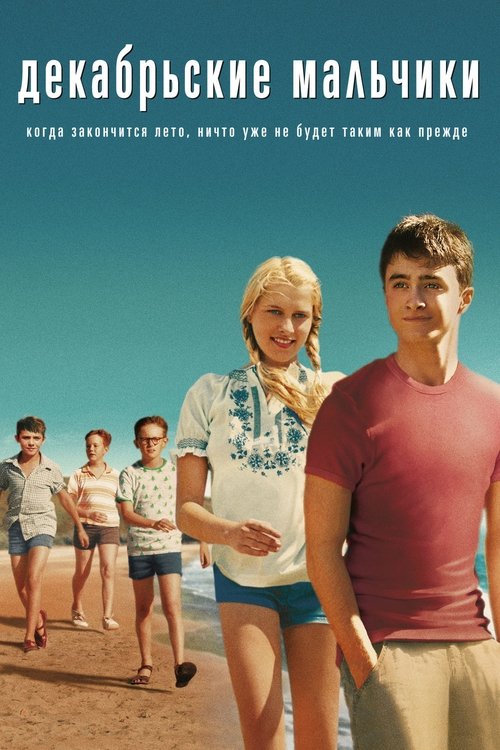 декабрьские мальчики
когда закончится лето, ничто уже не будет таким как прежде